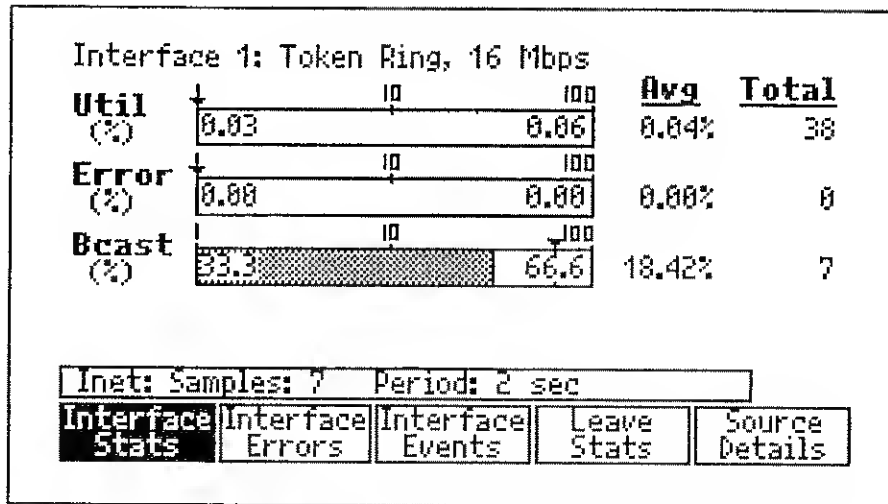 Interface 1: Token Ring, 16 Mbps
Avg Total
Util (%) 10 100
0.03 0.06 0.04% 38
Error (%) 10 100
0.00 0.00 0.00% 0
Bcast (%) 1 10 100
33.3 66.6 18.42% 7
Inet: Samples: 7 Period: 2 sec
Interface Stats Interface Errors Interface Events Leave Stats Source Details